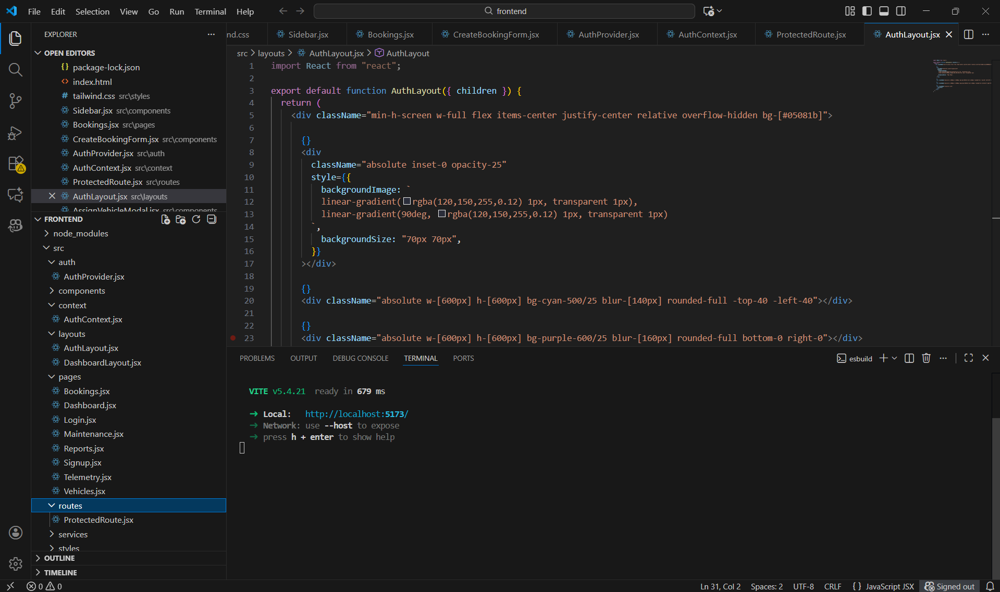 File Edit Selection View Go Run Terminal Help
frontend
EXPLORER
OPEN EDITORS
package-lock.json
index.html
tailwind.css src\styles
Sidebar.jsx src\components
Bookings.jsx src\pages
CreateBookingForm.jsx src\components
AuthProvider.jsx src\auth
AuthContext.jsx src\context
ProtectedRoute.jsx src\routes
AuthLayout.jsx src\layouts
AssignVehicleModal.jsx src\components
FRONTEND
node_modules
src
auth
AuthProvider.jsx
components
context
AuthContext.jsx
layouts
AuthLayout.jsx
DashboardLayout.jsx
pages
Bookings.jsx
Dashboard.jsx
Login.jsx
Maintenance.jsx
Reports.jsx
Signup.jsx
Telemetry.jsx
Vehicles.jsx
routes
ProtectedRoute.jsx
services
styles
OUTLINE
TIMELINE
nd.css Sidebar.jsx Bookings.jsx CreateBookingForm.jsx AuthProvider.jsx AuthContext.jsx ProtectedRoute.jsx AuthLayout.jsx
src > layouts > AuthLayout.jsx > AuthLayout
1 import React from "react";
2
3 export default function AuthLayout({ children }) {
4 return (
5 <div className="min-h-screen w-full flex items-center justify-center relative overflow-hidden bg-[#05081b]">
6
7 {}
8 <div
9 className="absolute inset-0 opacity-25"
10 style={{
11 backgroundImage: `
12 linear-gradient(rgba(120,150,255,0.12) 1px, transparent 1px),
13 linear-gradient(90deg, rgba(120,150,255,0.12) 1px, transparent 1px)
14 `,
15 backgroundSize: "70px 70px",
16 }}
17 ></div>
18
19 {}
20 <div className="absolute w-[600px] h-[600px] bg-cyan-500/25 blur-[140px] rounded-full -top-40 -left-40"></div>
21
22 {}
23 <div className="absolute w-[600px] h-[600px] bg-purple-600/25 blur-[160px] rounded-full bottom-0 right-0"></div>
PROBLEMS OUTPUT DEBUG CONSOLE TERMINAL PORTS
esbuild
VITE v5.4.21 ready in 679 ms
➜ Local: http://localhost:5173/
➜ Network: use --host to expose
➜ press h + enter to show help
0 0
Ln 31, Col 2 Spaces: 2 UTF-8 CRLF { } JavaScript JSX Signed out